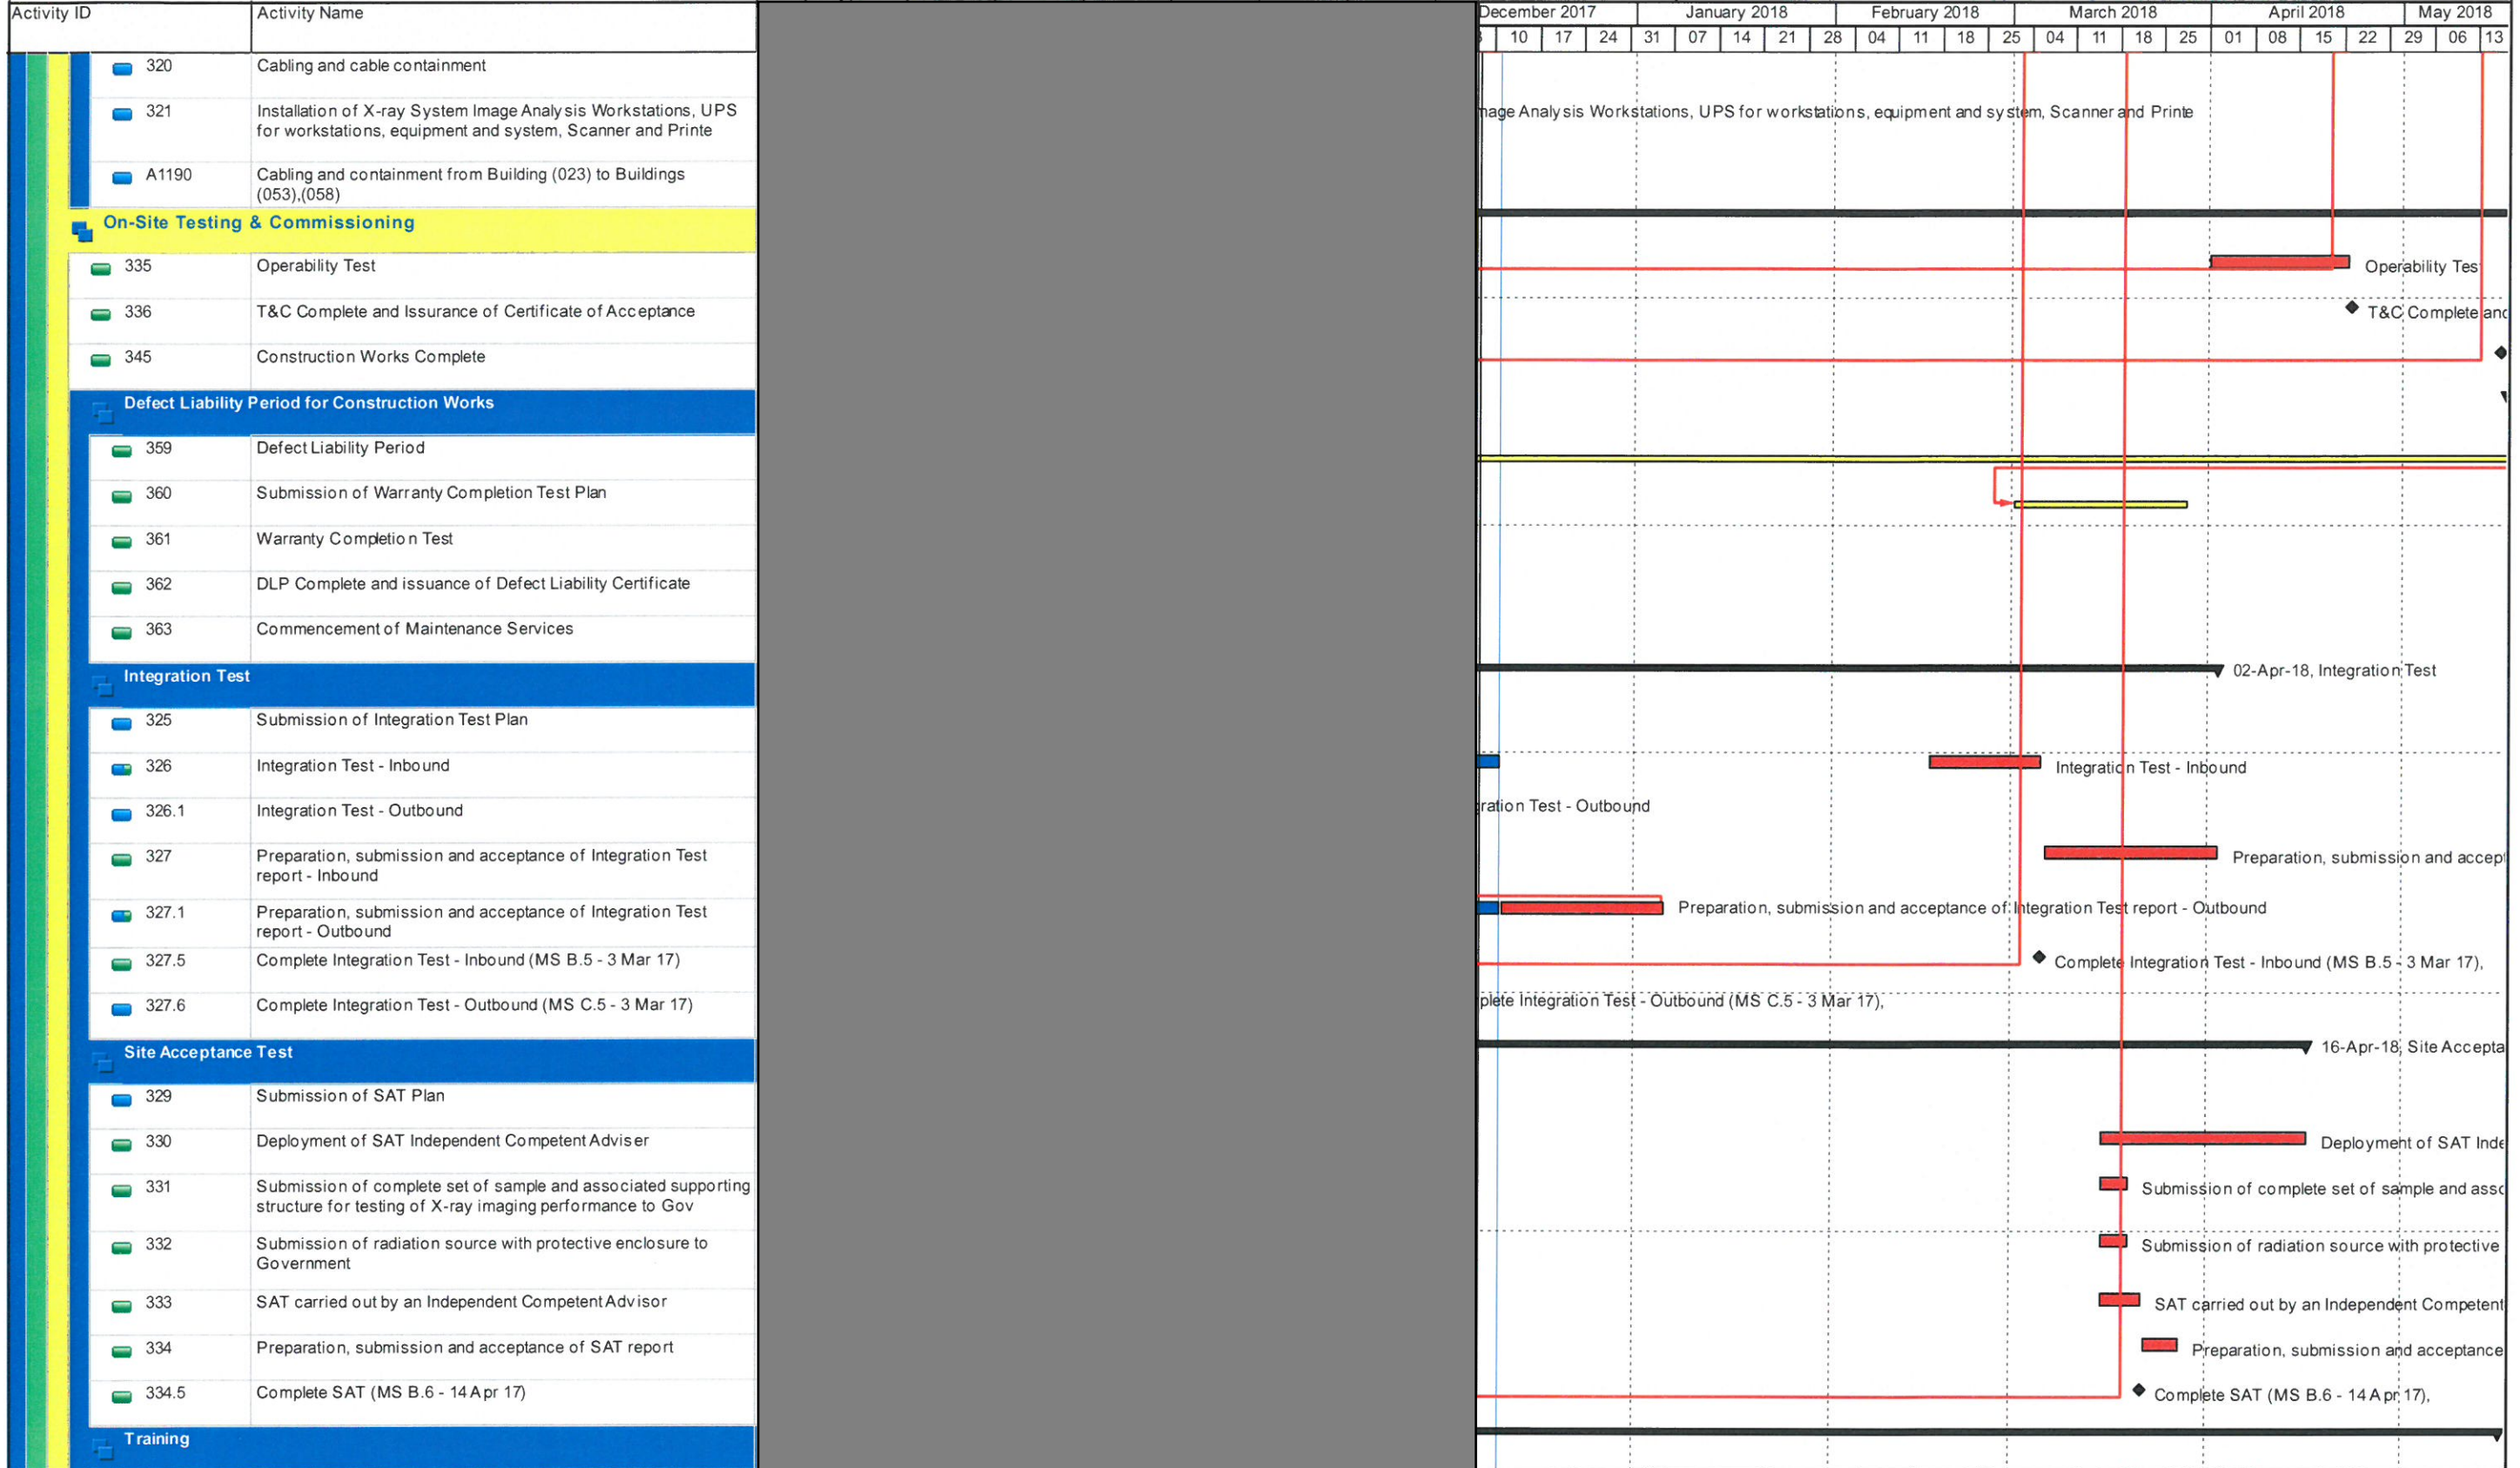 Activity ID Activity Name December 2017 January 2018 February 2018 March 2018 April 2018 May 2018
10 17 24 31 07 14 21 28 04 11 18 25 04 11 18 25 01 08 15 22 29 06 13
320 Cabling and cable containment
321 Installation of X-ray System Image Analysis Workstations, UPS
for workstations, equipment and system, Scanner and Printe
mage Analysis Workstations, UPS for workstations, equipment and system, Scanner and Printe
A1190 Cabling and containment from Building (023) to Buildings
(053),(058)
On-Site Testing & Commissioning
335 Operability Test Operability Tes
336 T&C Complete and Issurance of Certificate of Acceptance T&C Complete and
345 Construction Works Complete
Defect Liability Period for Construction Works
359 Defect Liability Period
360 Submission of Warranty Completion Test Plan
361 Warranty Completion Test
362 DLP Complete and issuance of Defect Liability Certificate
363 Commencement of Maintenance Services
Integration Test 02-Apr-18, Integration Test
325 Submission of Integration Test Plan
326 Integration Test - Inbound Integration Test - Inbound
326.1 Integration Test - Outbound ration Test - Outbound
327 Preparation, submission and acceptance of Integration Test
report - Inbound
Preparation, submission and accept
327.1 Preparation, submission and acceptance of Integration Test
report - Outbound
Preparation, submission and acceptance of Integration Test report - Outbound
327.5 Complete Integration Test - Inbound (MS B.5 - 3 Mar 17) Complete Integration Test - Inbound (MS B.5 - 3 Mar 17),
327.6 Complete Integration Test - Outbound (MS C.5 - 3 Mar 17) plete Integration Test - Outbound (MS C.5 - 3 Mar 17),
Site Acceptance Test 16-Apr-18, Site Accepta
329 Submission of SAT Plan
330 Deployment of SAT Independent Competent Adviser Deployment of SAT Inde
331 Submission of complete set of sample and associated supporting
structure for testing of X-ray imaging performance to Gov
Submission of complete set of sample and asso
332 Submission of radiation source with protective enclosure to
Government
Submission of radiation source with protective
333 SAT carried out by an Independent Competent Advisor SAT carried out by an Independent Competent
334 Preparation, submission and acceptance of SAT report Preparation, submission and acceptance
334.5 Complete SAT (MS B.6 - 14 Apr 17) Complete SAT (MS B.6 - 14 Apr 17),
Training